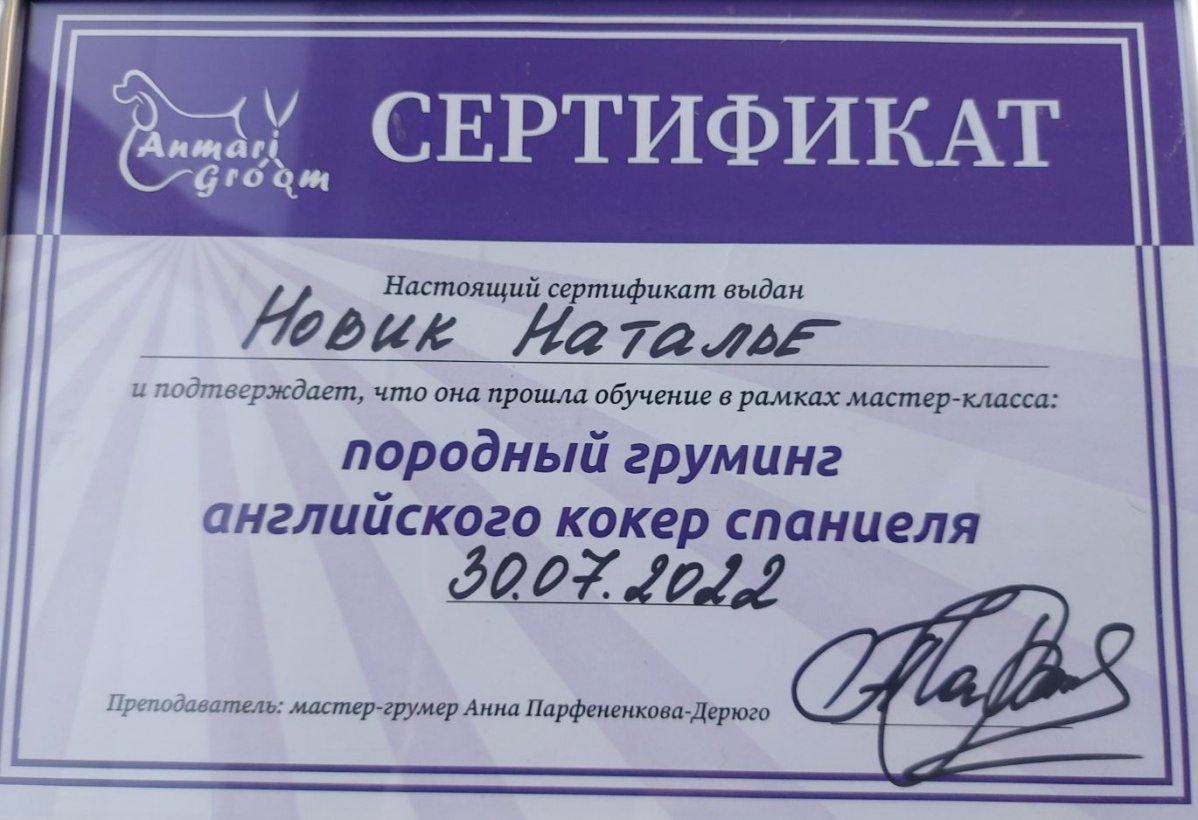 Anmari
Groom
СЕРТИФИКАТ
Настоящий сертификат выдан
Новик Наталье
и подтверждает, что она прошла обучение в рамках мастер-класса:
породный груминг
английского кокер спаниеля
30.07.2022
Преподаватель: мастер-грумер Анна Парфененкова-Дерюго